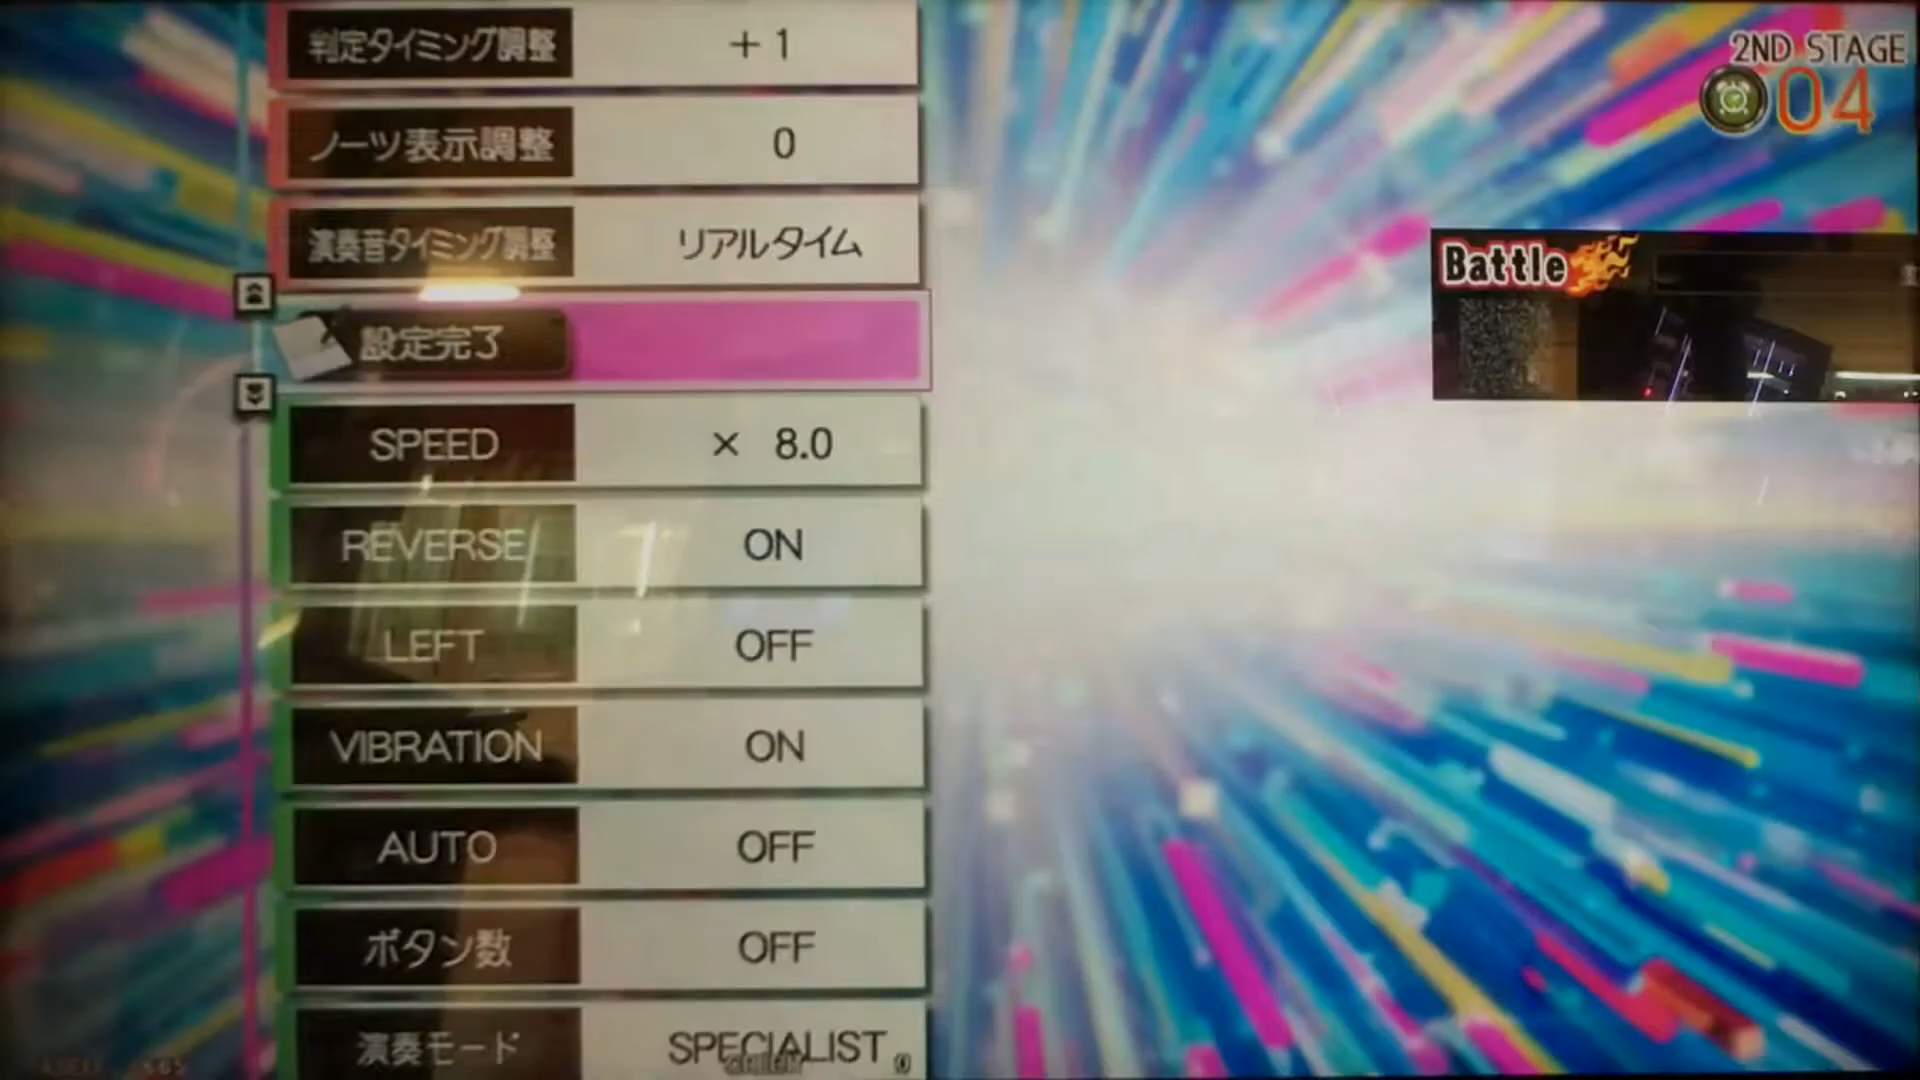 2ND STAGE
04
判定タイミング調整 +1
ノーツ表示調整 0
演奏音タイミング調整 リアルタイム
Battle
設定完了
SPEED × 8.0
REVERSE ON
LEFT OFF
VIBRATION ON
AUTO OFF
ボタン数 OFF
演奏モード SPECIALIST